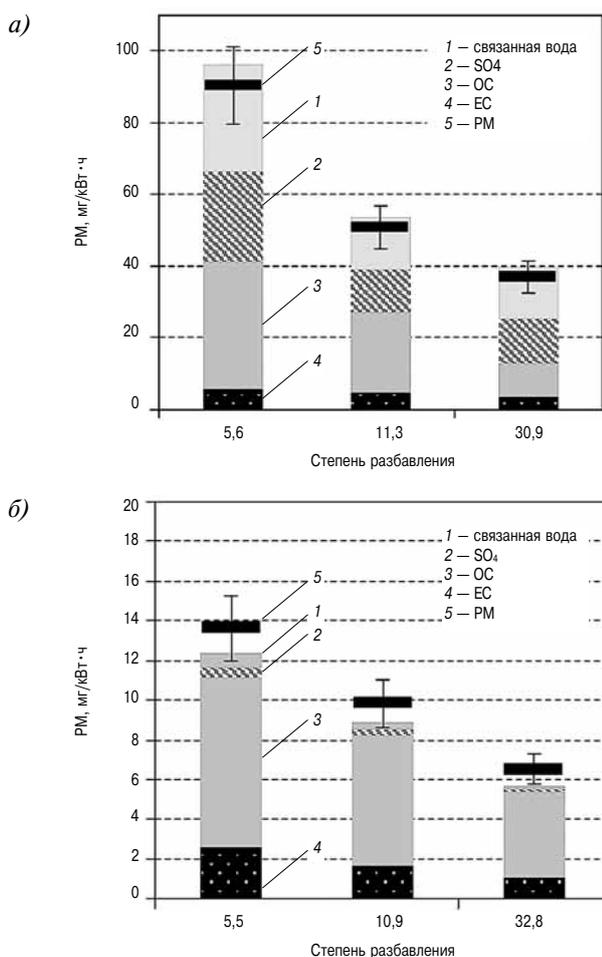 а)
PM, мг/кВт·ч
100
80
60
40
20
0
5
1
2
3
4
1 – связанная вода
2 – SO4
3 – OC
4 – EC
5 – PM
5,6
11,3
30,9
Степень разбавления
б)
PM, мг/кВт·ч
20
18
16
14
12
10
8
6
4
2
0
5
1
2
3
4
1 – связанная вода
2 – SO₄
3 – OC
4 – EC
5 – PM
5,5
10,9
32,8
Степень разбавления